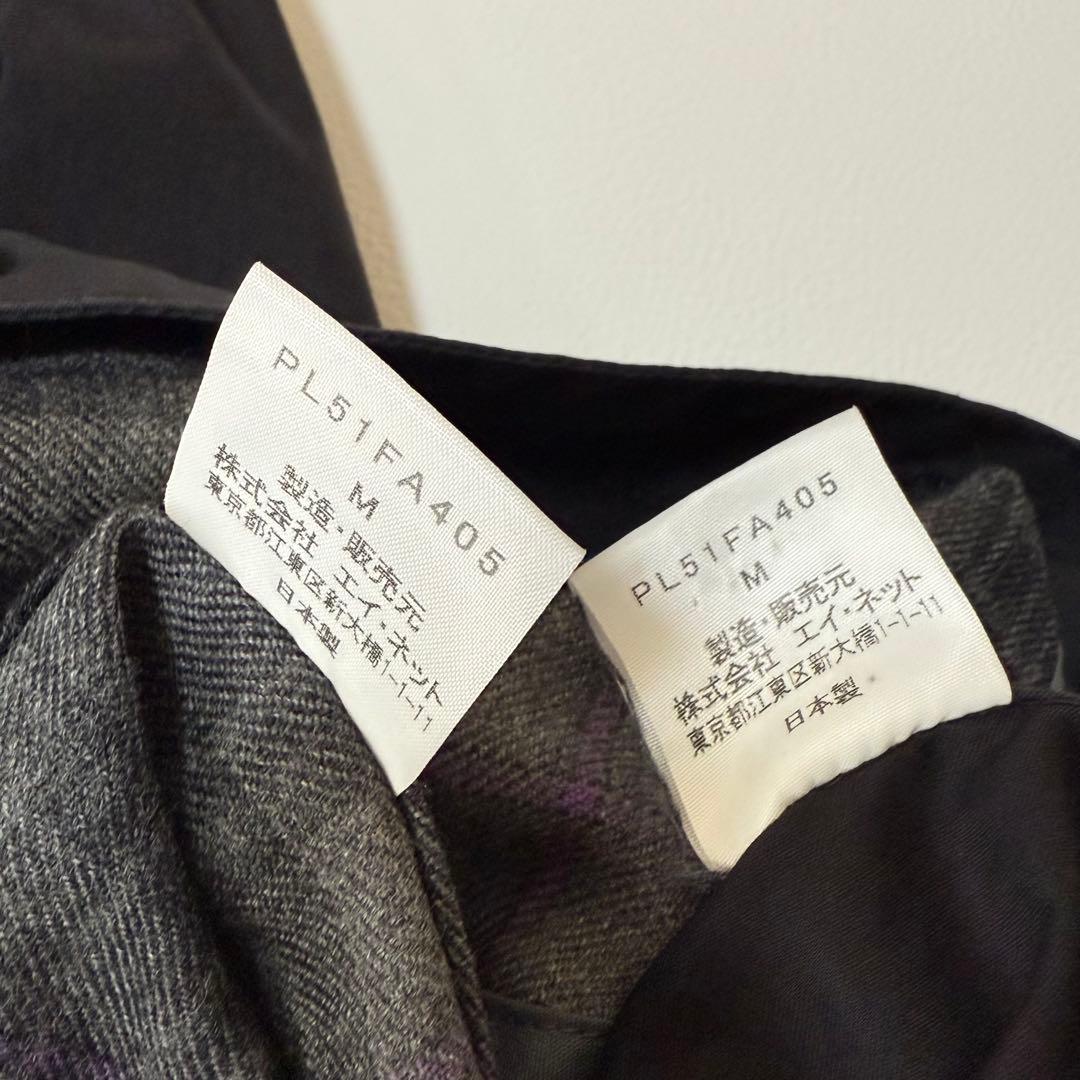 PL51FA405
M
製造・販売元
株式会社 エイ・ネット
東京都江東区新大橋1-1-11
日本製
PL51FA405
M
製造・販売元
株式会社 エイ・ネット
東京都江東区新大橋1-1-11
日本製